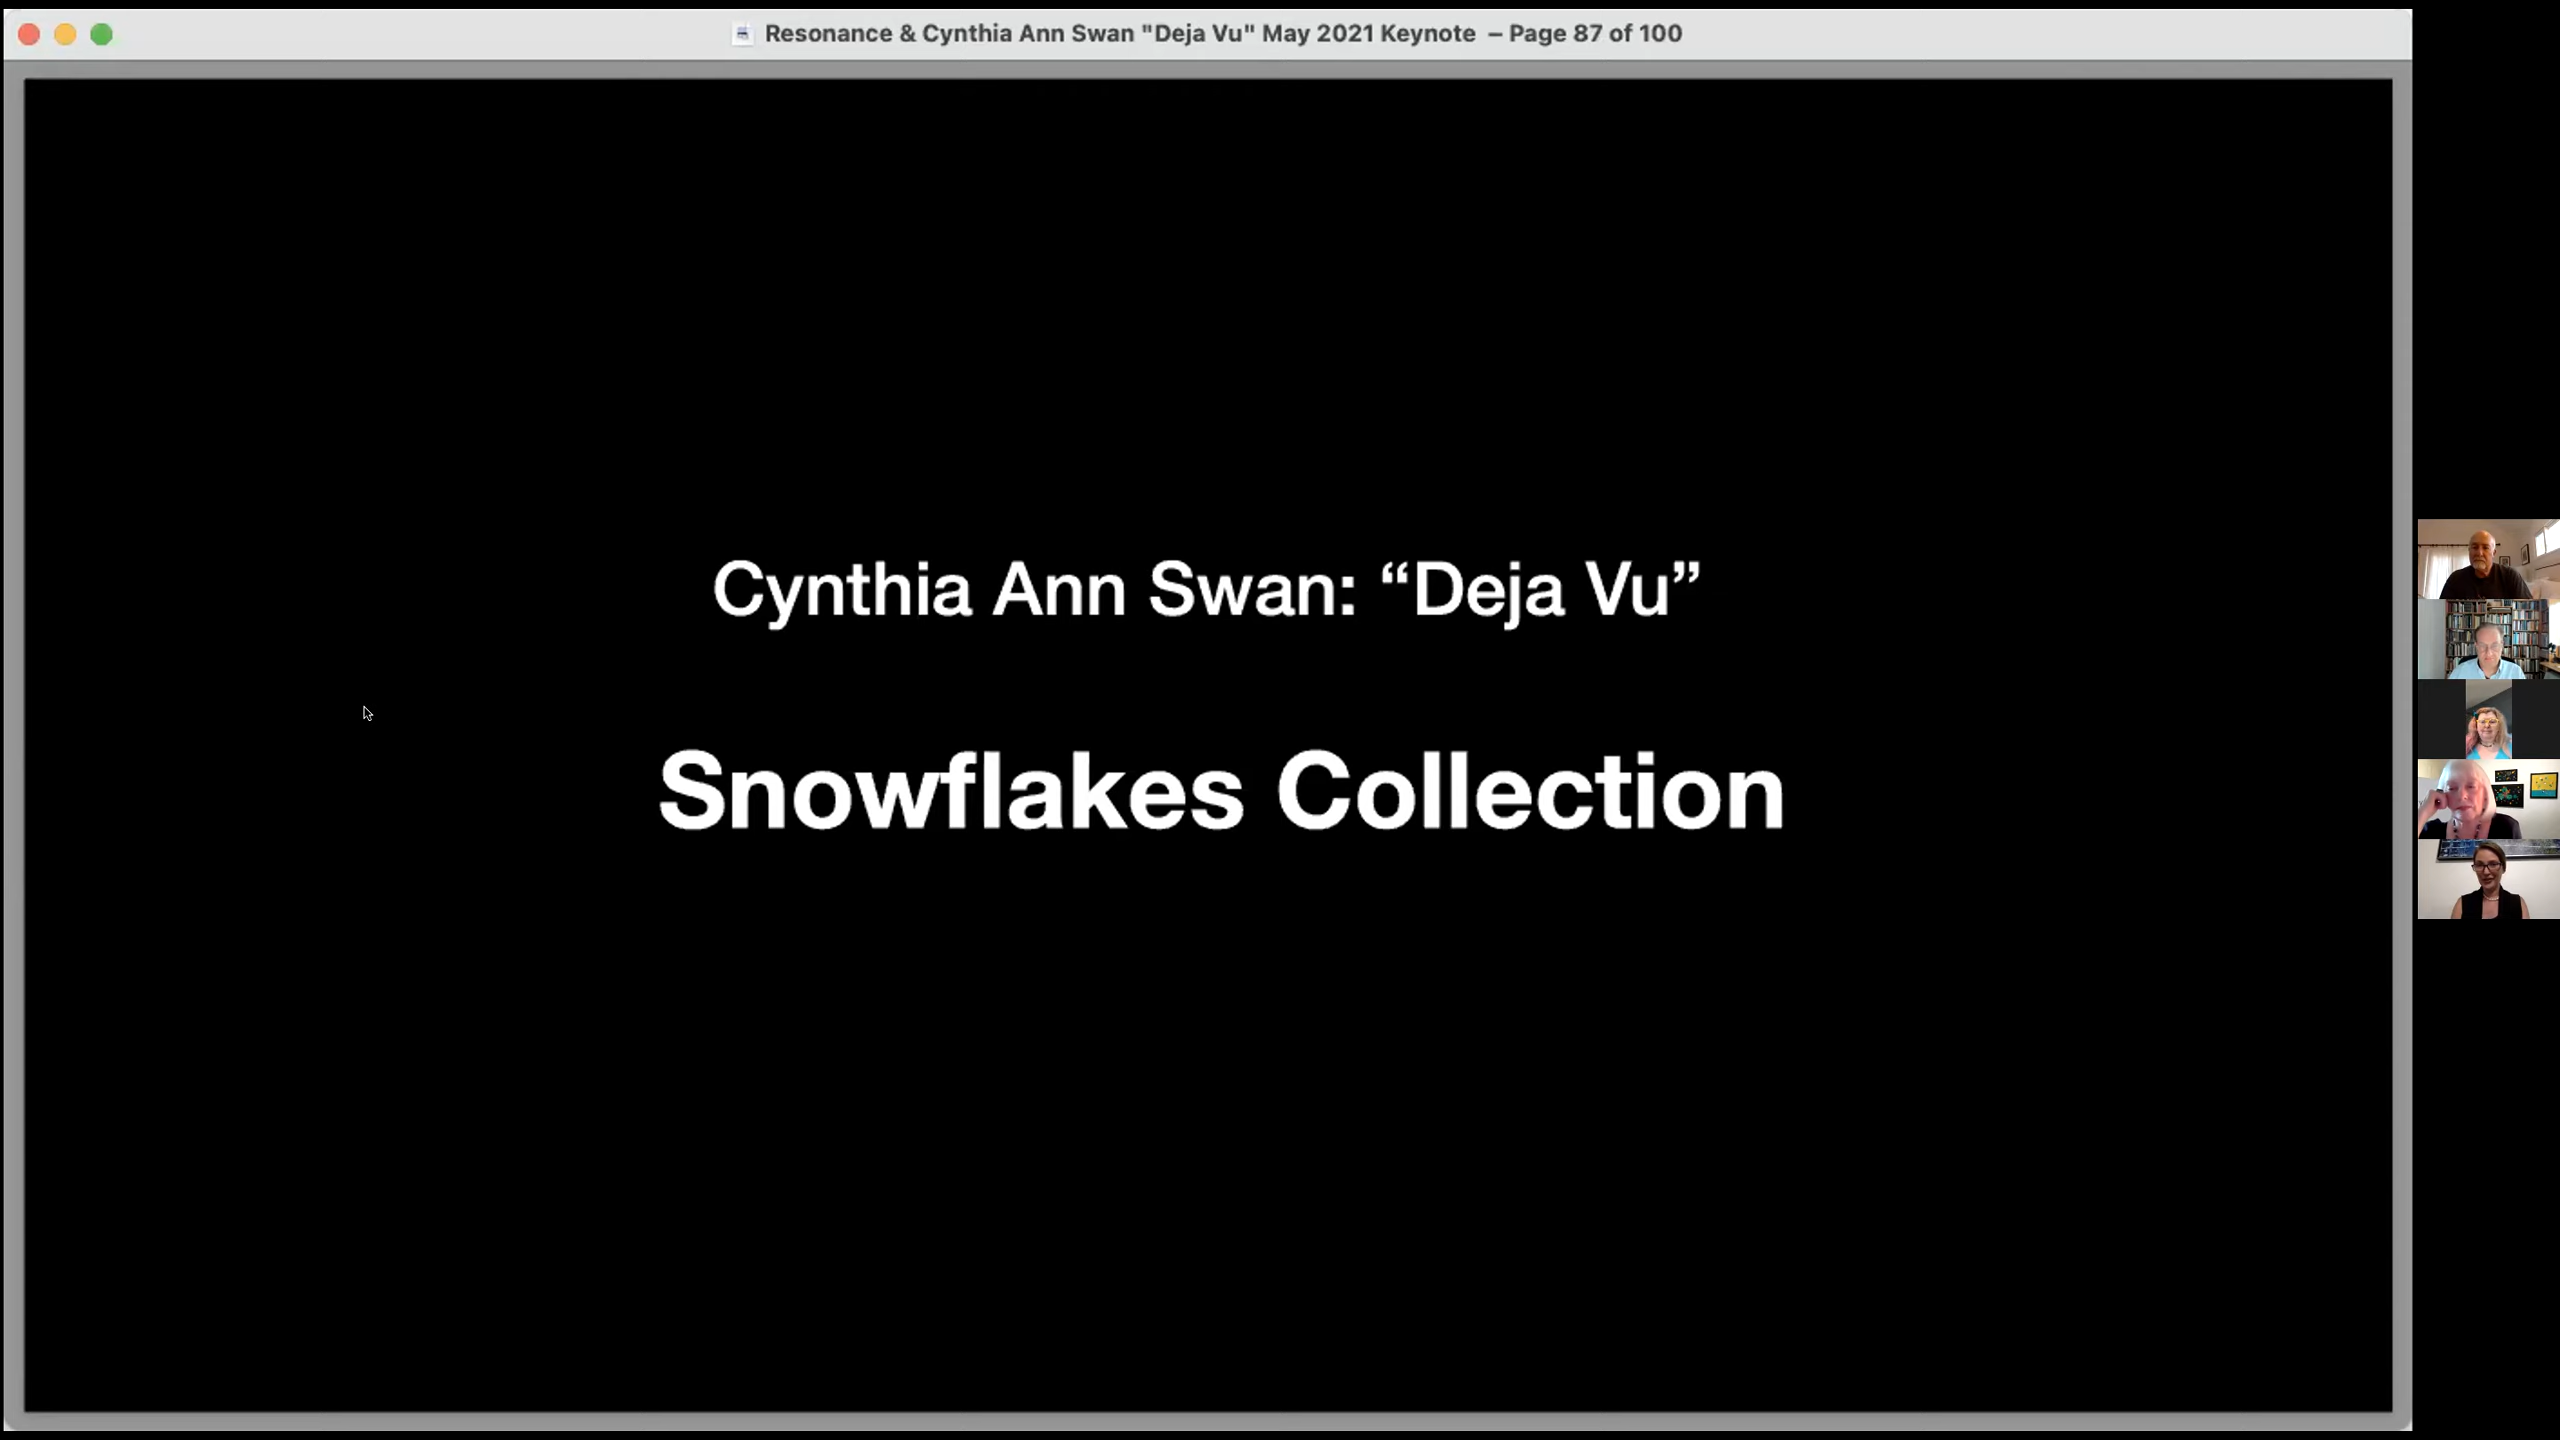 Resonance & Cynthia Ann Swan "Deja Vu" May 2021 Keynote – Page 87 of 100
Cynthia Ann Swan: “Deja Vu”
Snowflakes Collection